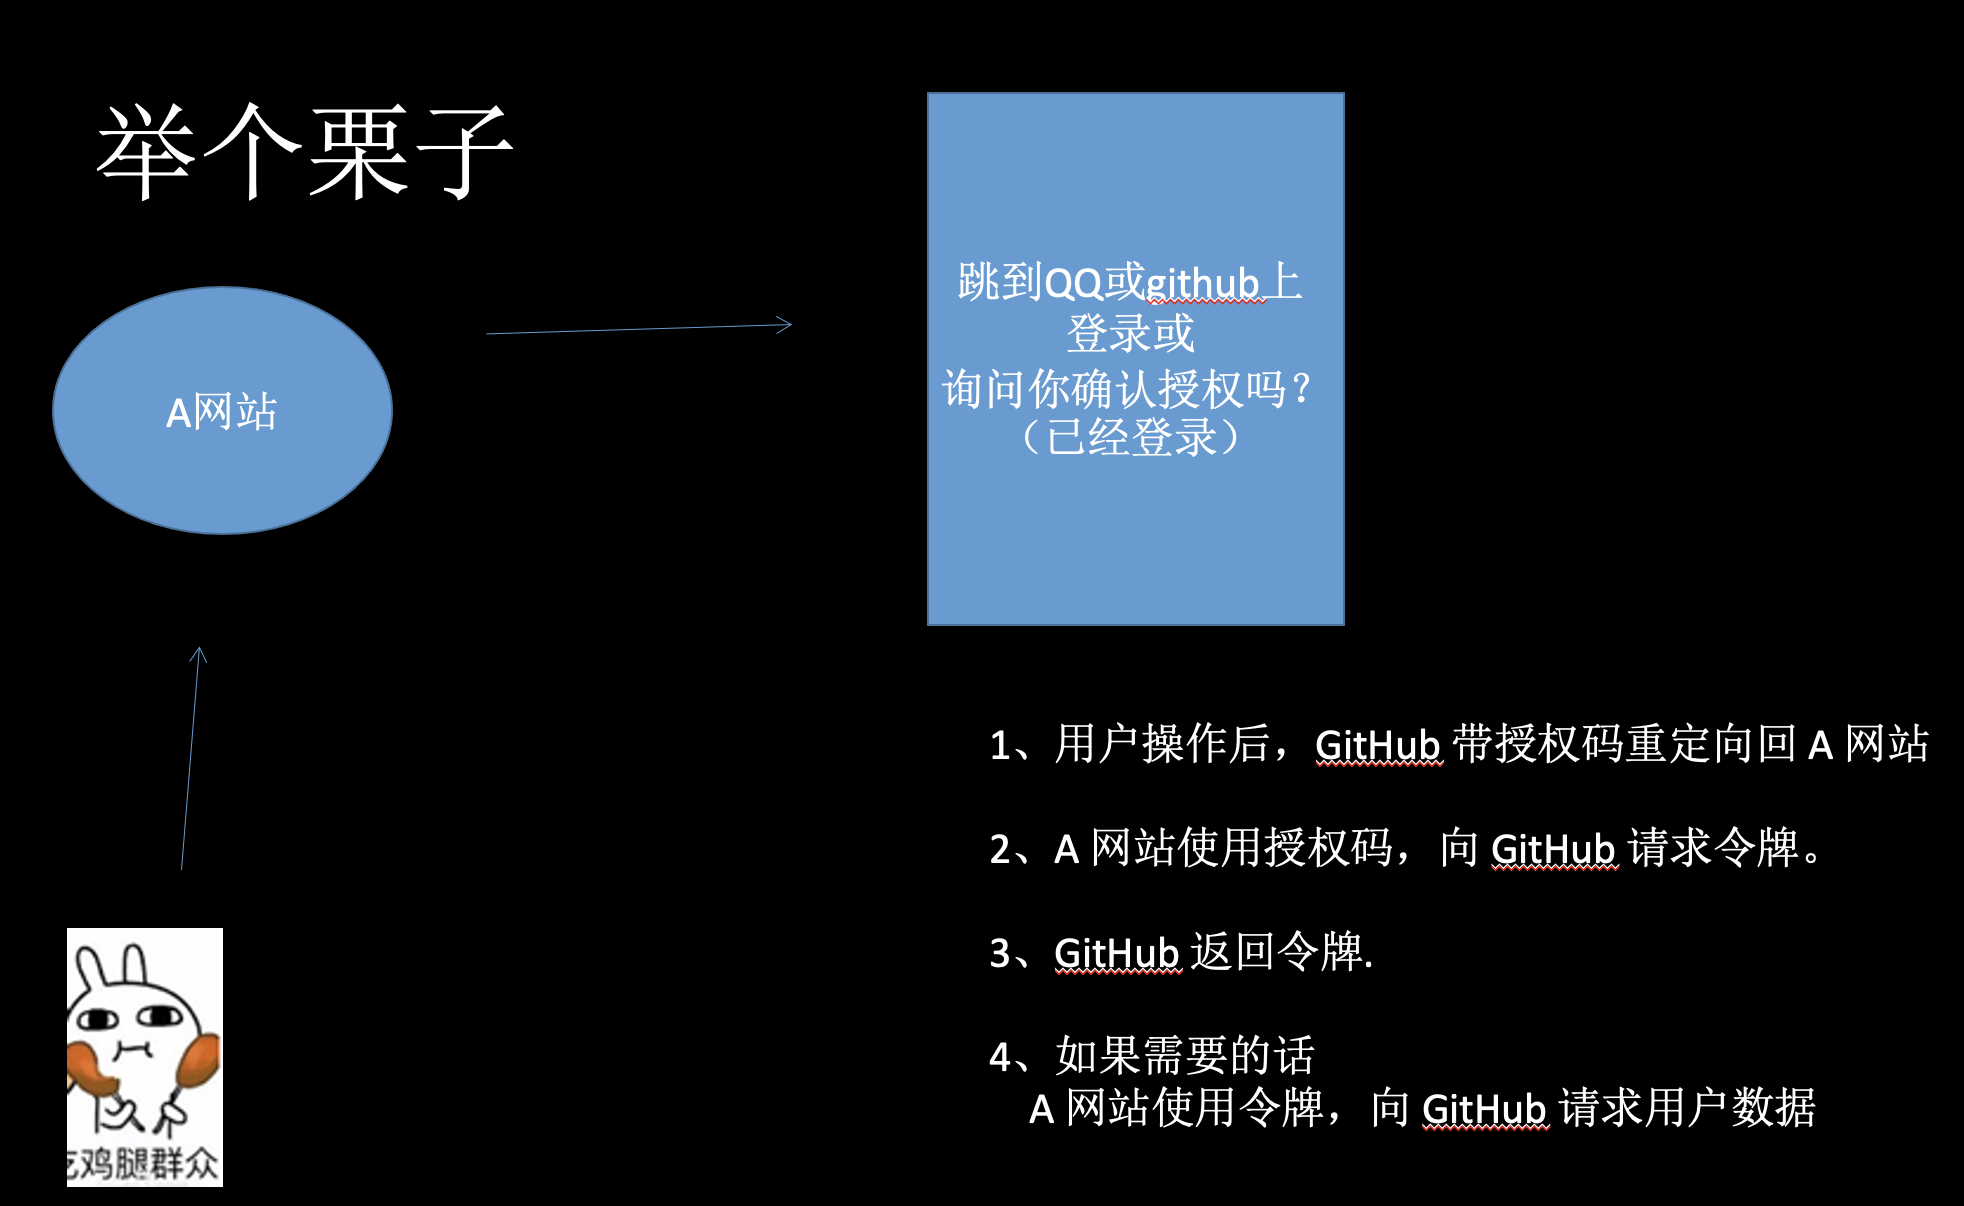 举个栗子
A网站
跳到QQ或github上
登录或
询问你确认授权吗？
（已经登录）
1、用户操作后，GitHub 带授权码重定向回 A 网站
2、A 网站使用授权码，向 GitHub 请求令牌。
3、GitHub 返回令牌.
4、如果需要的话
A 网站使用令牌，向 GitHub 请求用户数据
鸡腿群众